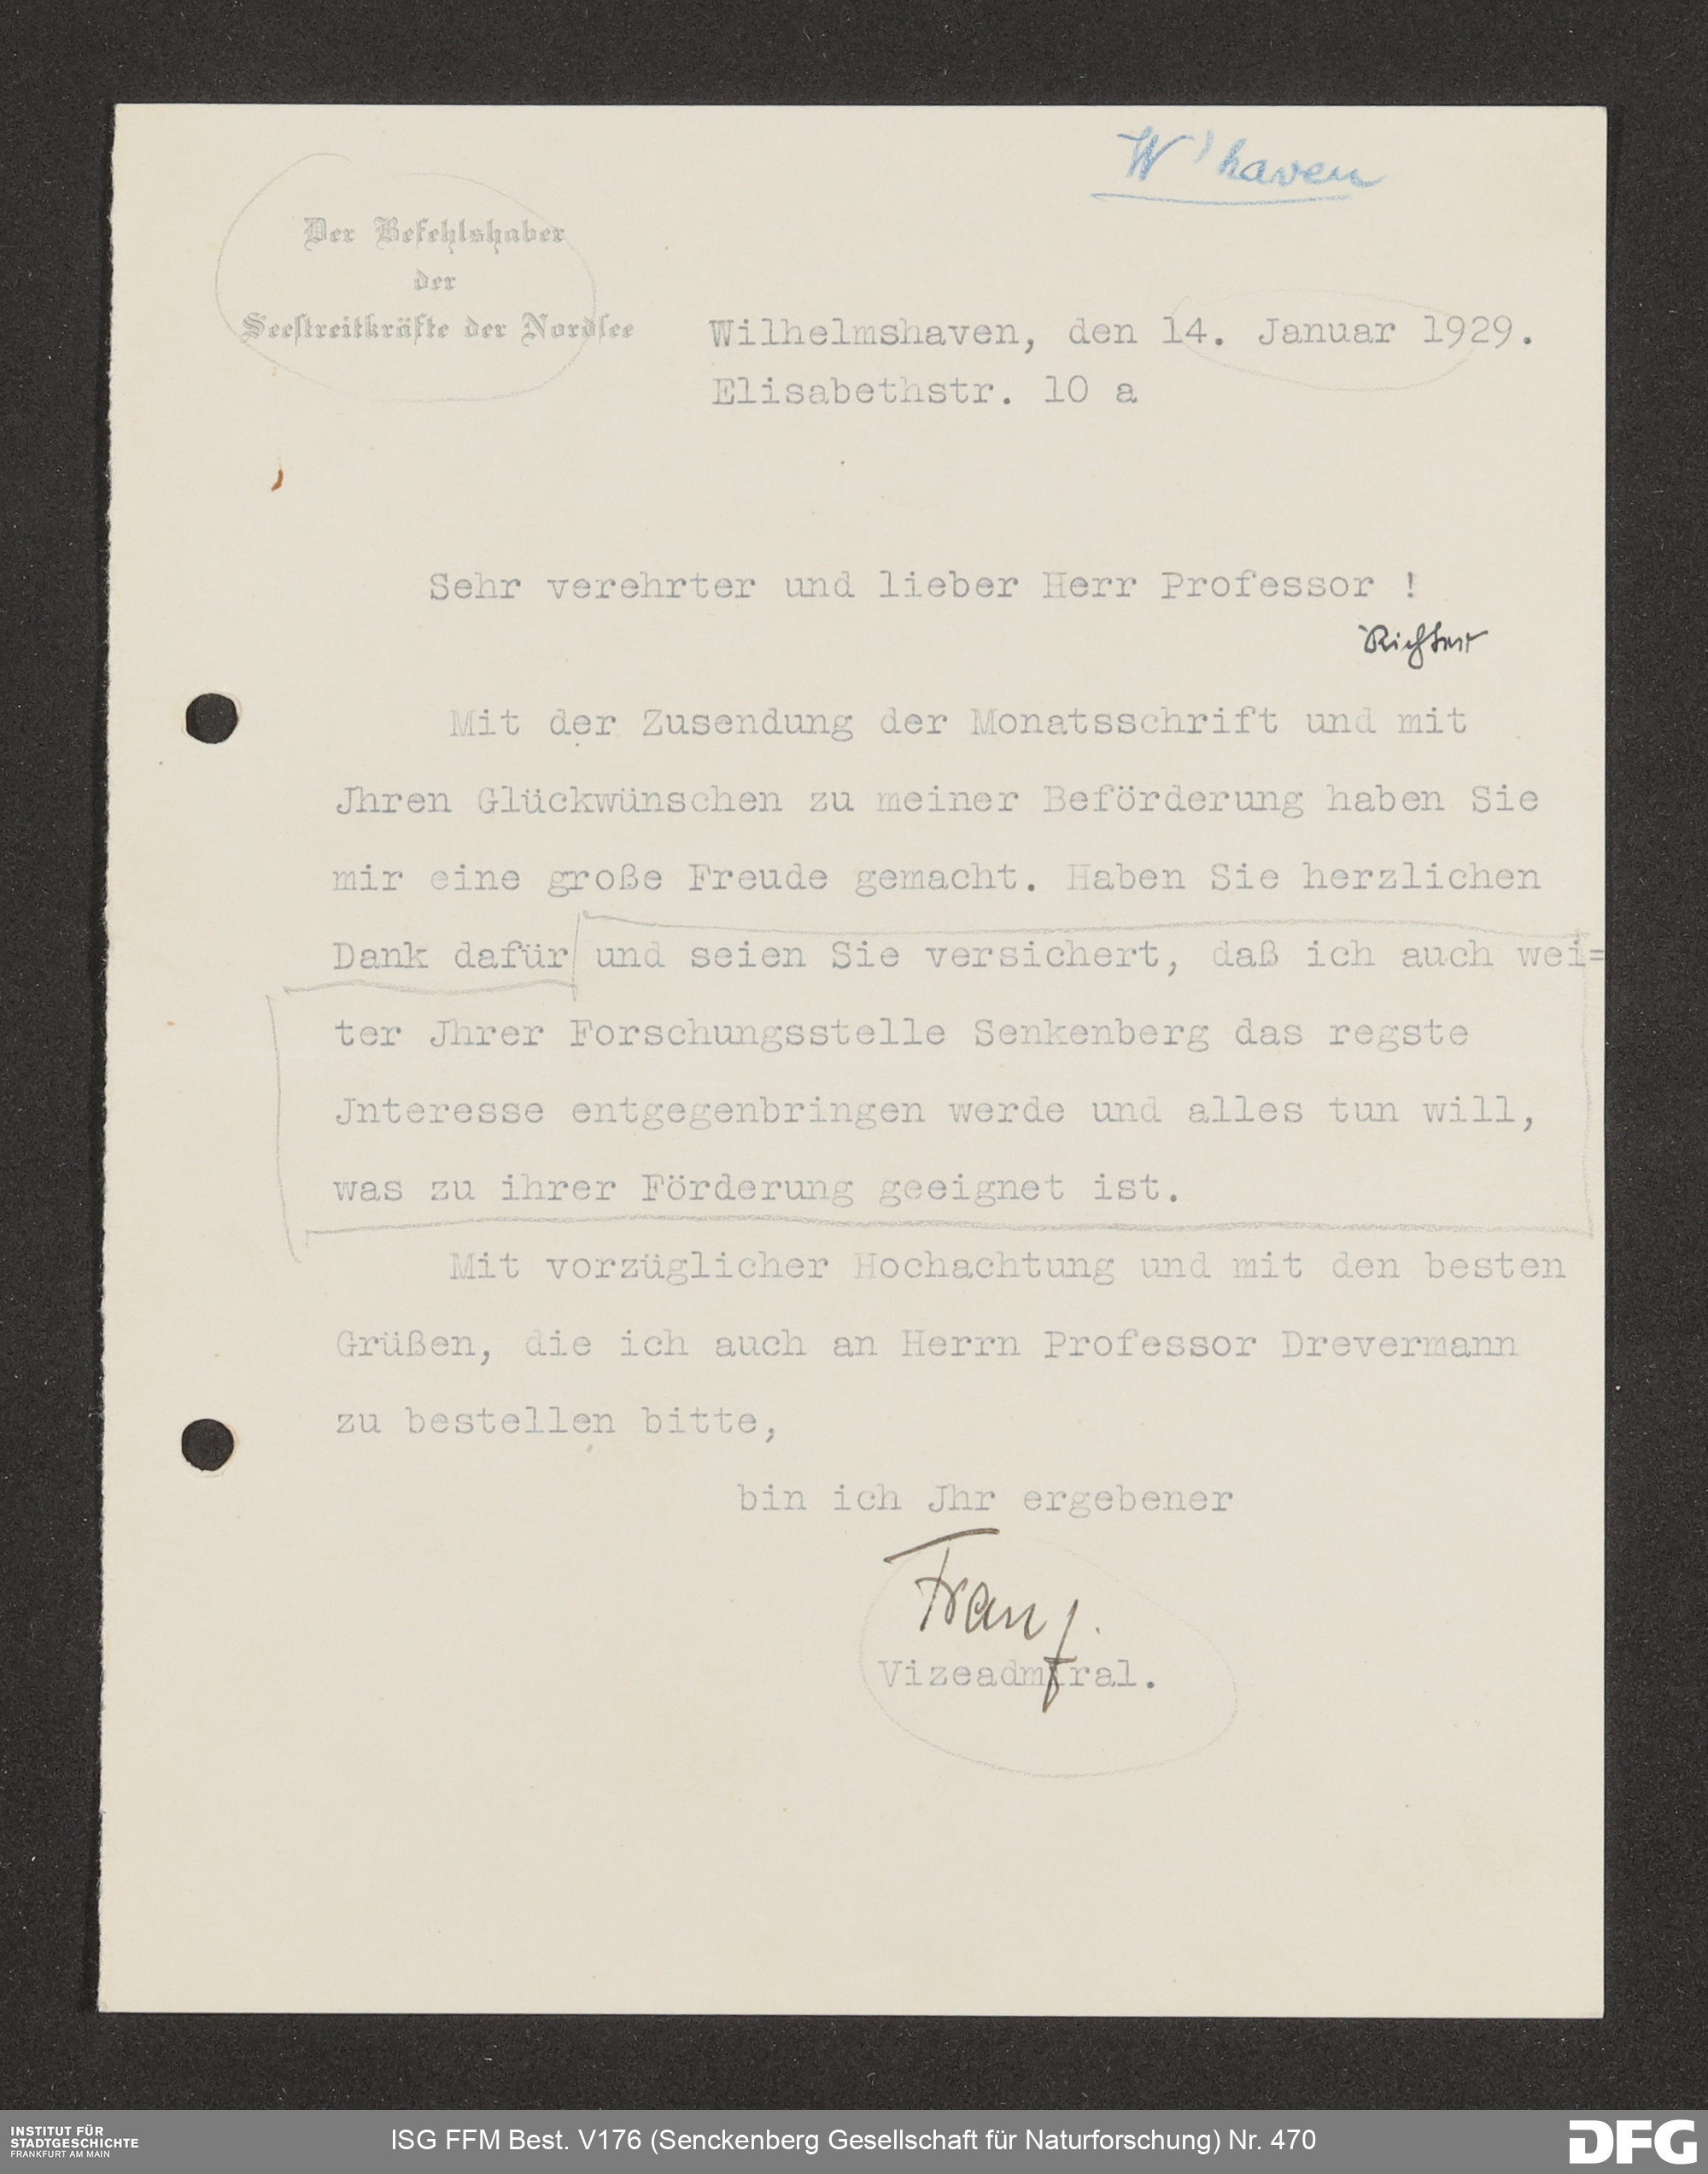 W'haven
Der Befehlshaber
der
Seestreitkräfte der Nordsee
Wilhelmshaven, den 14. Januar 1929.
Elisabethstr. 10 a
Sehr verehrter und lieber Herr Professor !
Richter
Mit der Zusendung der Monatsschrift und mit
Jhren Glückwünschen zu meiner Beförderung haben Sie
mir eine große Freude gemacht. Haben Sie herzlichen
Dank dafür und seien Sie versichert, daß ich auch wei=
ter Jhrer Forschungsstelle Senkenberg das regste
Jnteresse entgegenbringen werde und alles tun will,
was zu ihrer Förderung geeignet ist.
Mit vorzüglicher Hochachtung und mit den besten
Grüßen, die ich auch an Herrn Professor Drevermann
zu bestellen bitte,
bin ich Jhr ergebener
Franz.
Vizeadmiral.
INSTITUT FÜR
STADTGESCHICHTE
FRANKFURT AM MAIN
ISG FFM Best. V176 (Senckenberg Gesellschaft für Naturforschung) Nr. 470
DFG